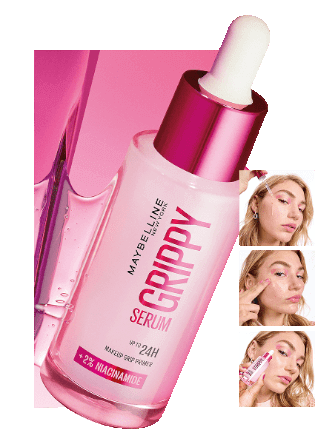 MAYBELLINE
NEW YORK
GRIPPY
SERUM
UP TO 24H
MAKEUP GRIP PRIMER
+ 2% NIACINAMIDE